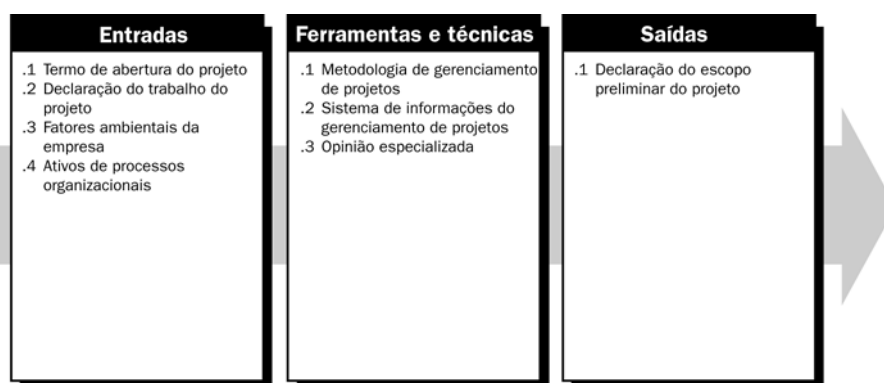 Entradas
.1 Termo de abertura do projeto
.2 Declaração do trabalho do
projeto
.3 Fatores ambientais da
empresa
.4 Ativos de processos
organizacionais
Ferramentas e técnicas
.1 Metodologia de gerenciamento
de projetos
.2 Sistema de informações do
gerenciamento de projetos
.3 Opinião especializada
Saídas
.1 Declaração do escopo
preliminar do projeto